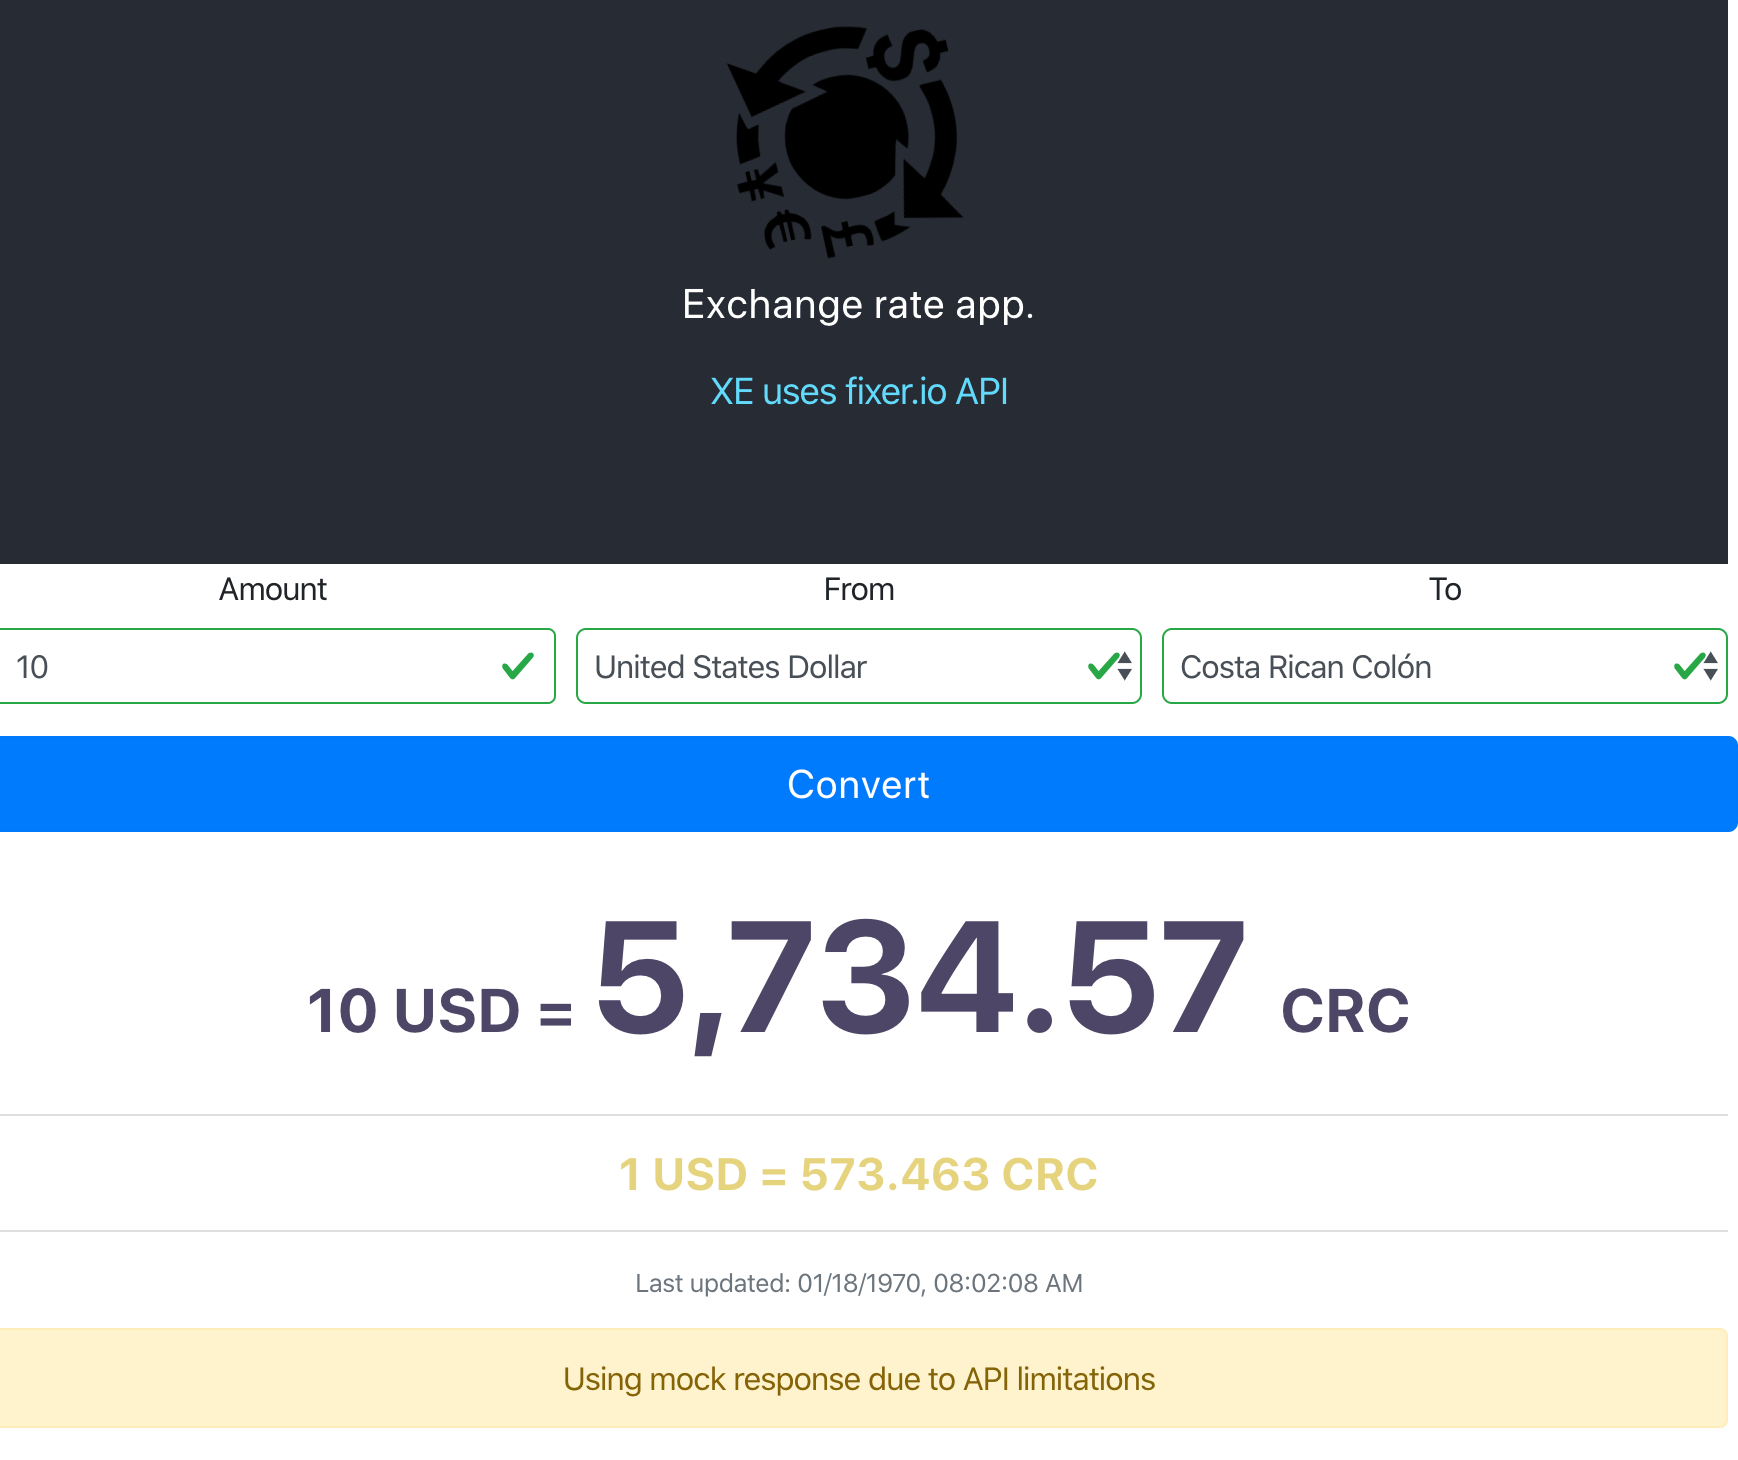 Exchange rate app.
XE uses fixer.io API
Amount From To
10 United States Dollar Costa Rican Colón
Convert
10 USD = 5,734.57 CRC
1 USD = 573.463 CRC
Last updated: 01/18/1970, 08:02:08 AM
Using mock response due to API limitations